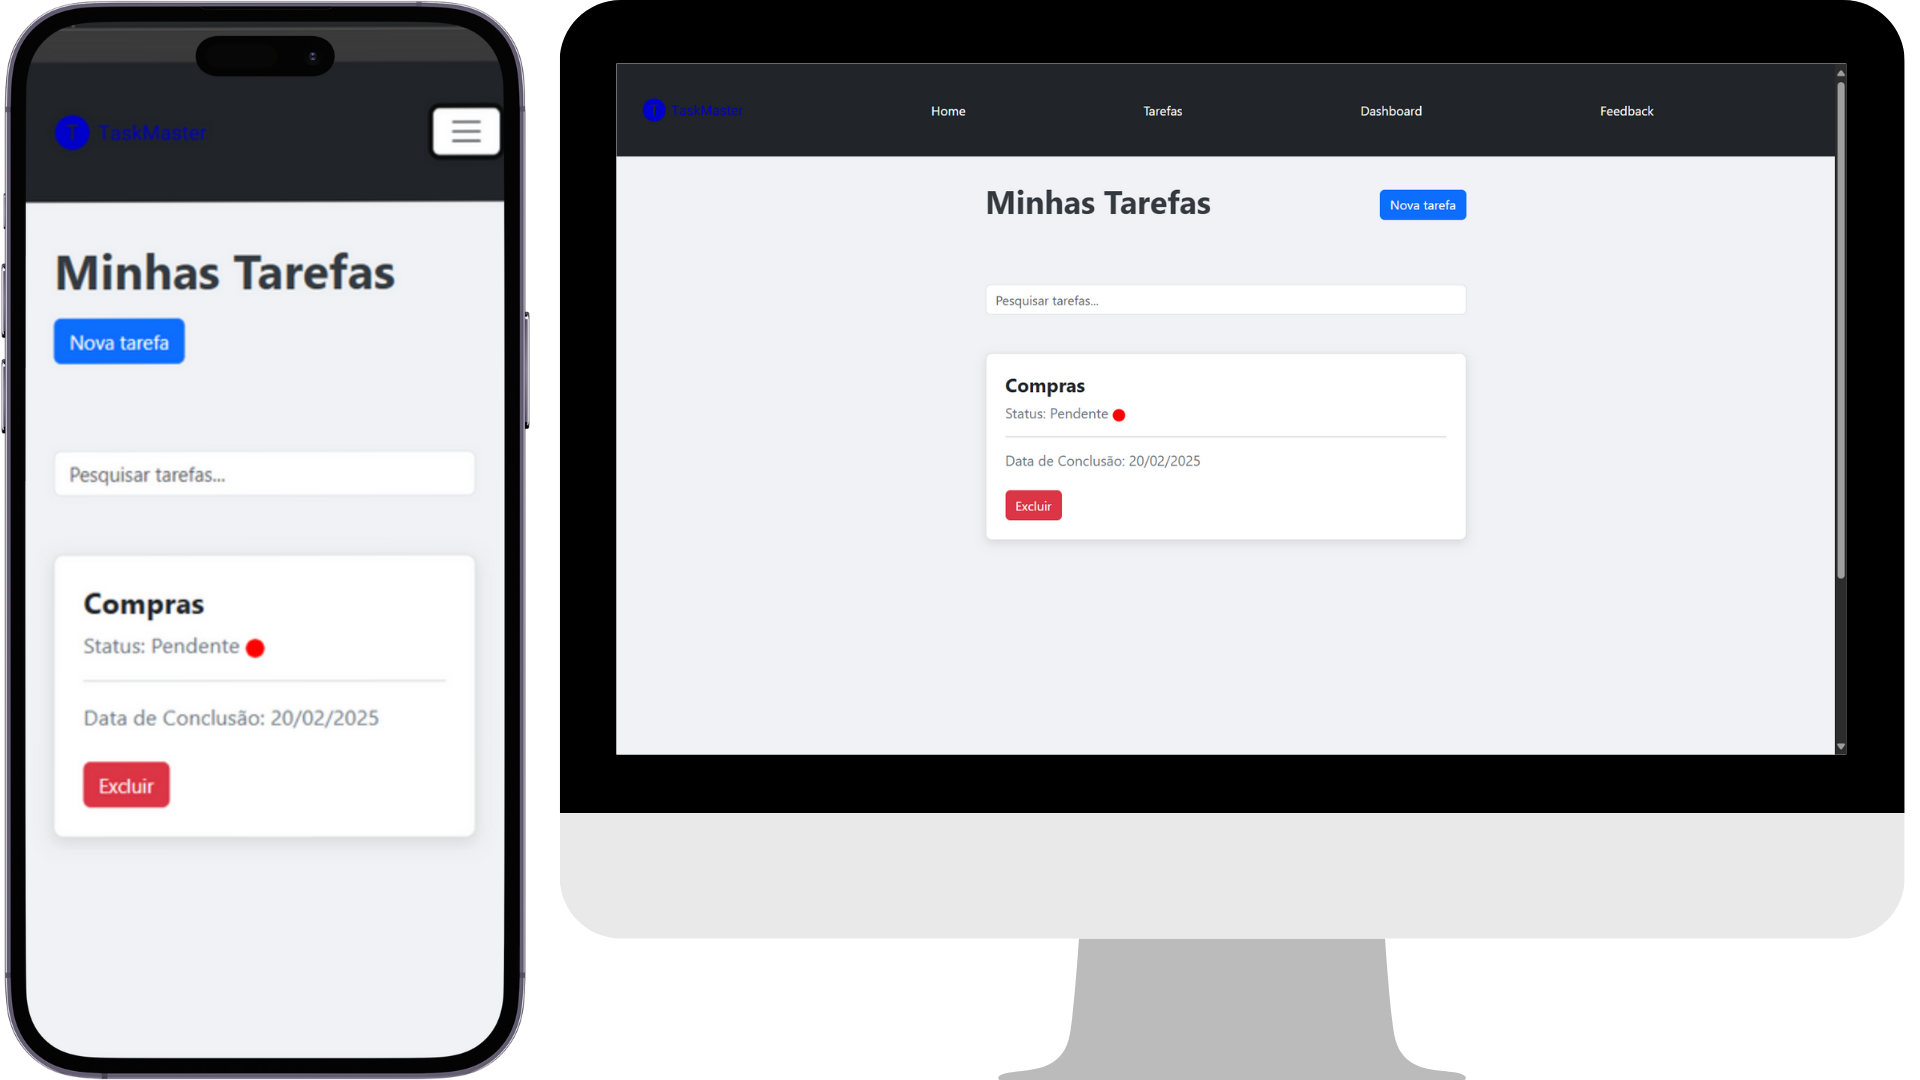 TaskMaster
Minhas Tarefas
Nova tarefa
Pesquisar tarefas...
Compras
Status: Pendente
Data de Conclusão: 20/02/2025
Excluir
T TaskMaster Home Tarefas Dashboard Feedback
Minhas Tarefas Nova tarefa
Pesquisar tarefas...
Compras
Status: Pendente
Data de Conclusão: 20/02/2025
Excluir